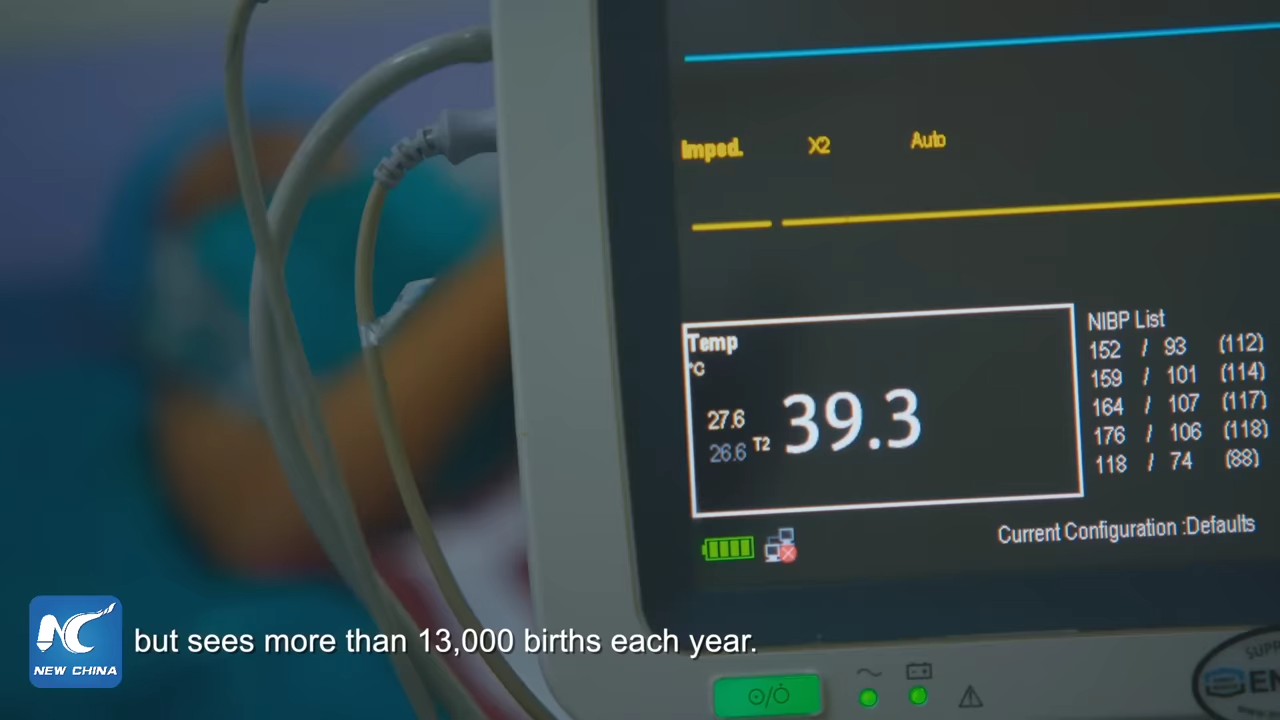 Imped. X2 Auto
Temp
°C
27.6
26.6 T2 39.3
NIBP List
152 / 93 (112)
159 / 101 (114)
164 / 107 (117)
176 / 106 (118)
118 / 74 (88)
Current Configuration :Defaults
but sees more than 13,000 births each year.
NC
NEW CHINA